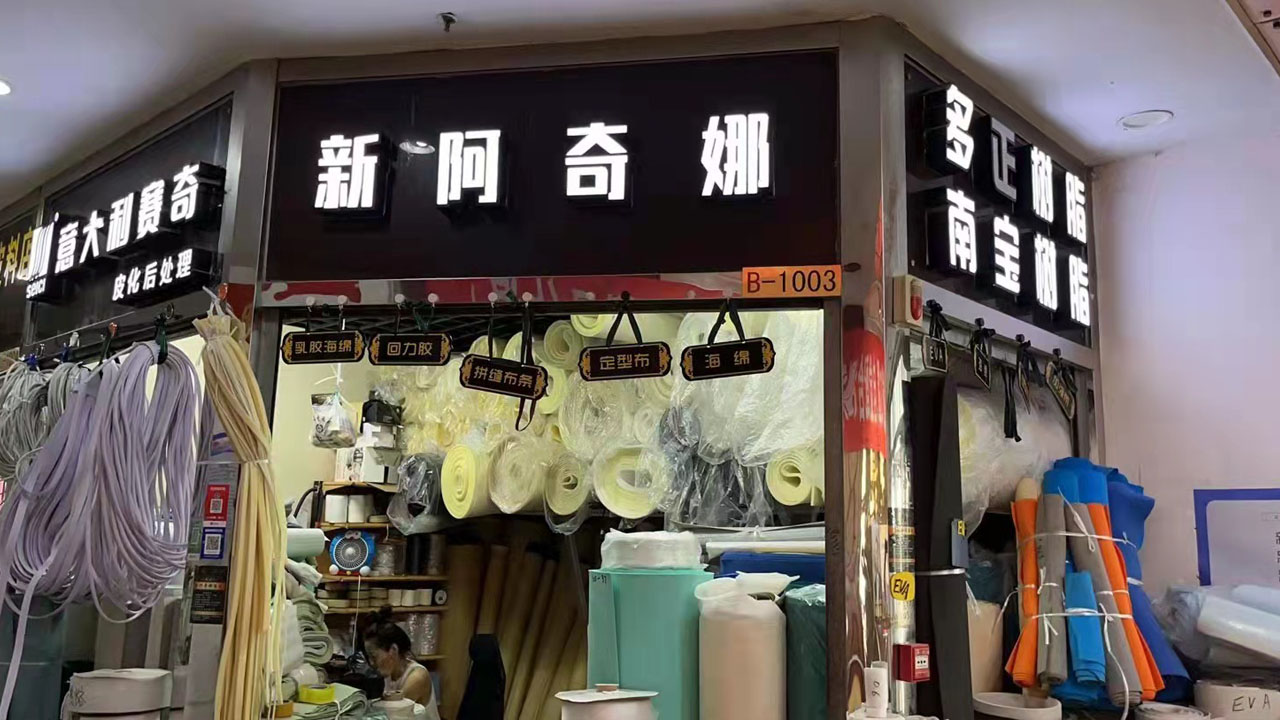 意大利赛奇
皮化后处理
新阿奇娜
B-1003
多正树脂
南宝树脂
乳胶海绵
回力胶
拼缝布条
定型布
海绵
EVA
EVA
EVA